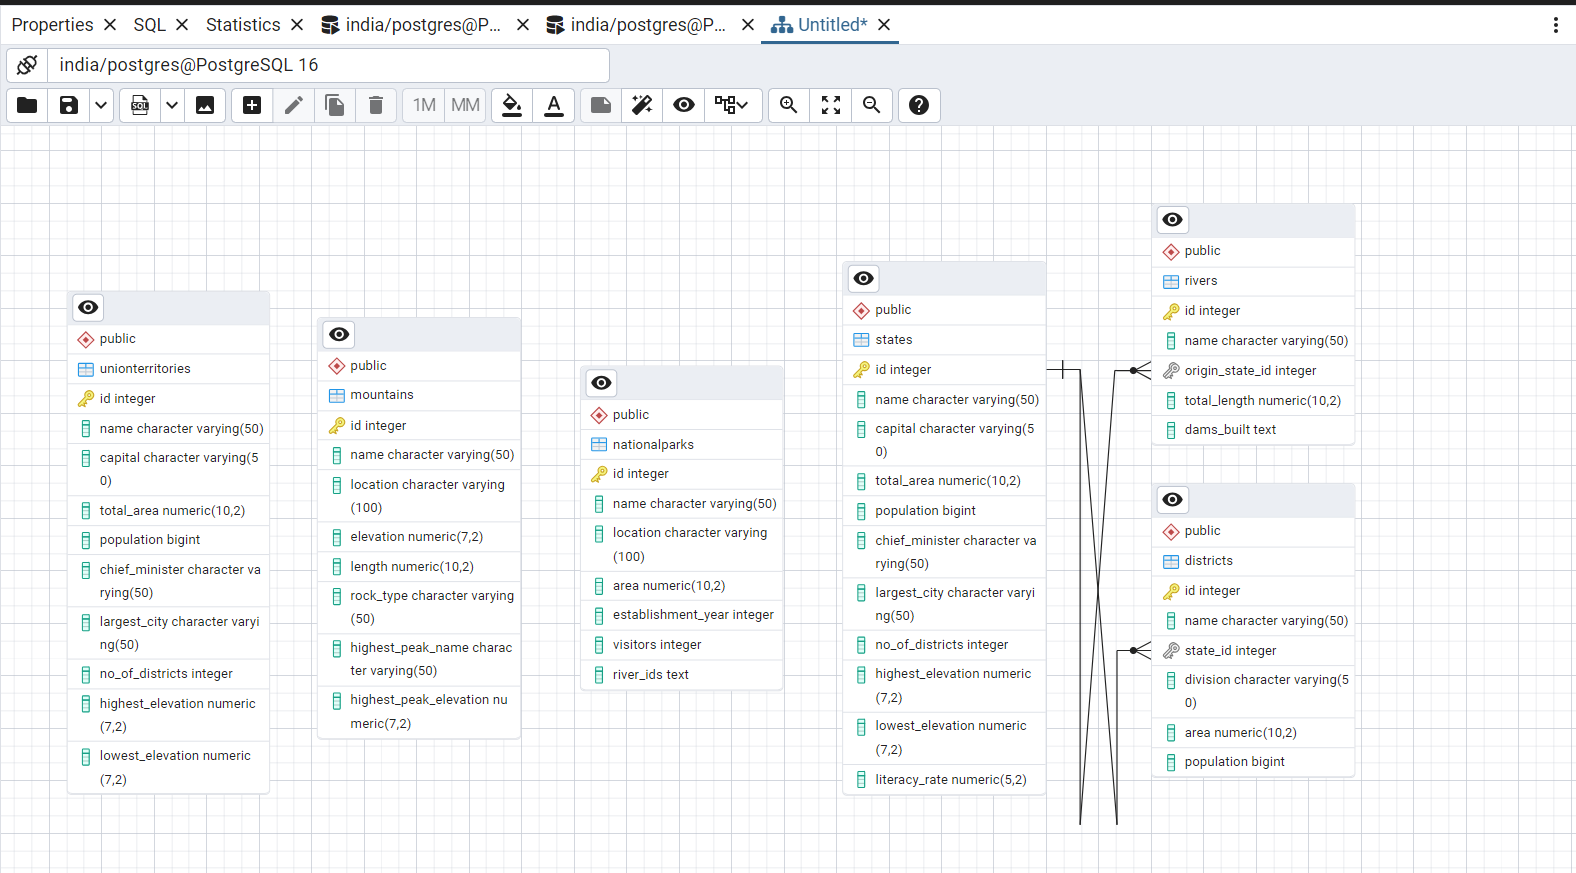 Properties
SQL
Statistics
india/postgres@P...
india/postgres@P...
Untitled*
india/postgres@PostgreSQL 16
SQL
1M
MM
A
public
unionterritories
id integer
name character varying(50)
capital character varying(5
0)
total_area numeric(10,2)
population bigint
chief_minister character va
rying(50)
largest_city character varyi
ng(50)
no_of_districts integer
highest_elevation numeric
(7,2)
lowest_elevation numeric
(7,2)
public
mountains
id integer
name character varying(50)
location character varying
(100)
elevation numeric(7,2)
length numeric(10,2)
rock_type character varying
(50)
highest_peak_name charac
ter varying(50)
highest_peak_elevation nu
meric(7,2)
public
nationalparks
id integer
name character varying(50)
location character varying
(100)
area numeric(10,2)
establishment_year integer
visitors integer
river_ids text
public
states
id integer
name character varying(50)
capital character varying(5
0)
total_area numeric(10,2)
population bigint
chief_minister character va
rying(50)
largest_city character varyi
ng(50)
no_of_districts integer
highest_elevation numeric
(7,2)
lowest_elevation numeric
(7,2)
literacy_rate numeric(5,2)
public
rivers
id integer
name character varying(50)
origin_state_id integer
total_length numeric(10,2)
dams_built text
public
districts
id integer
name character varying(50)
state_id integer
division character varying(5
0)
area numeric(10,2)
population bigint